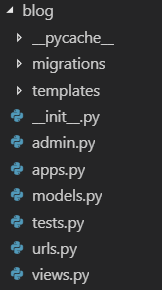 blog
__pycache__
migrations
templates
__init__.py
admin.py
apps.py
models.py
tests.py
urls.py
views.py